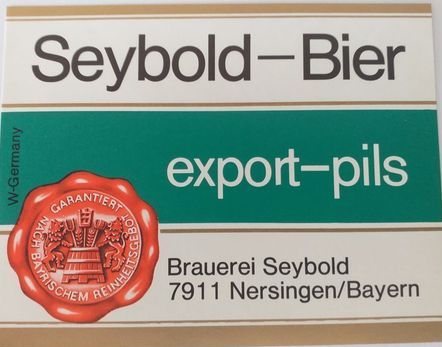 Seybold–Bier
W-Germany
export–pils
GARANTIERT
NACH BAYRISCHEM REINHEITSGEBOT
Brauerei Seybold
7911 Nersingen/Bayern